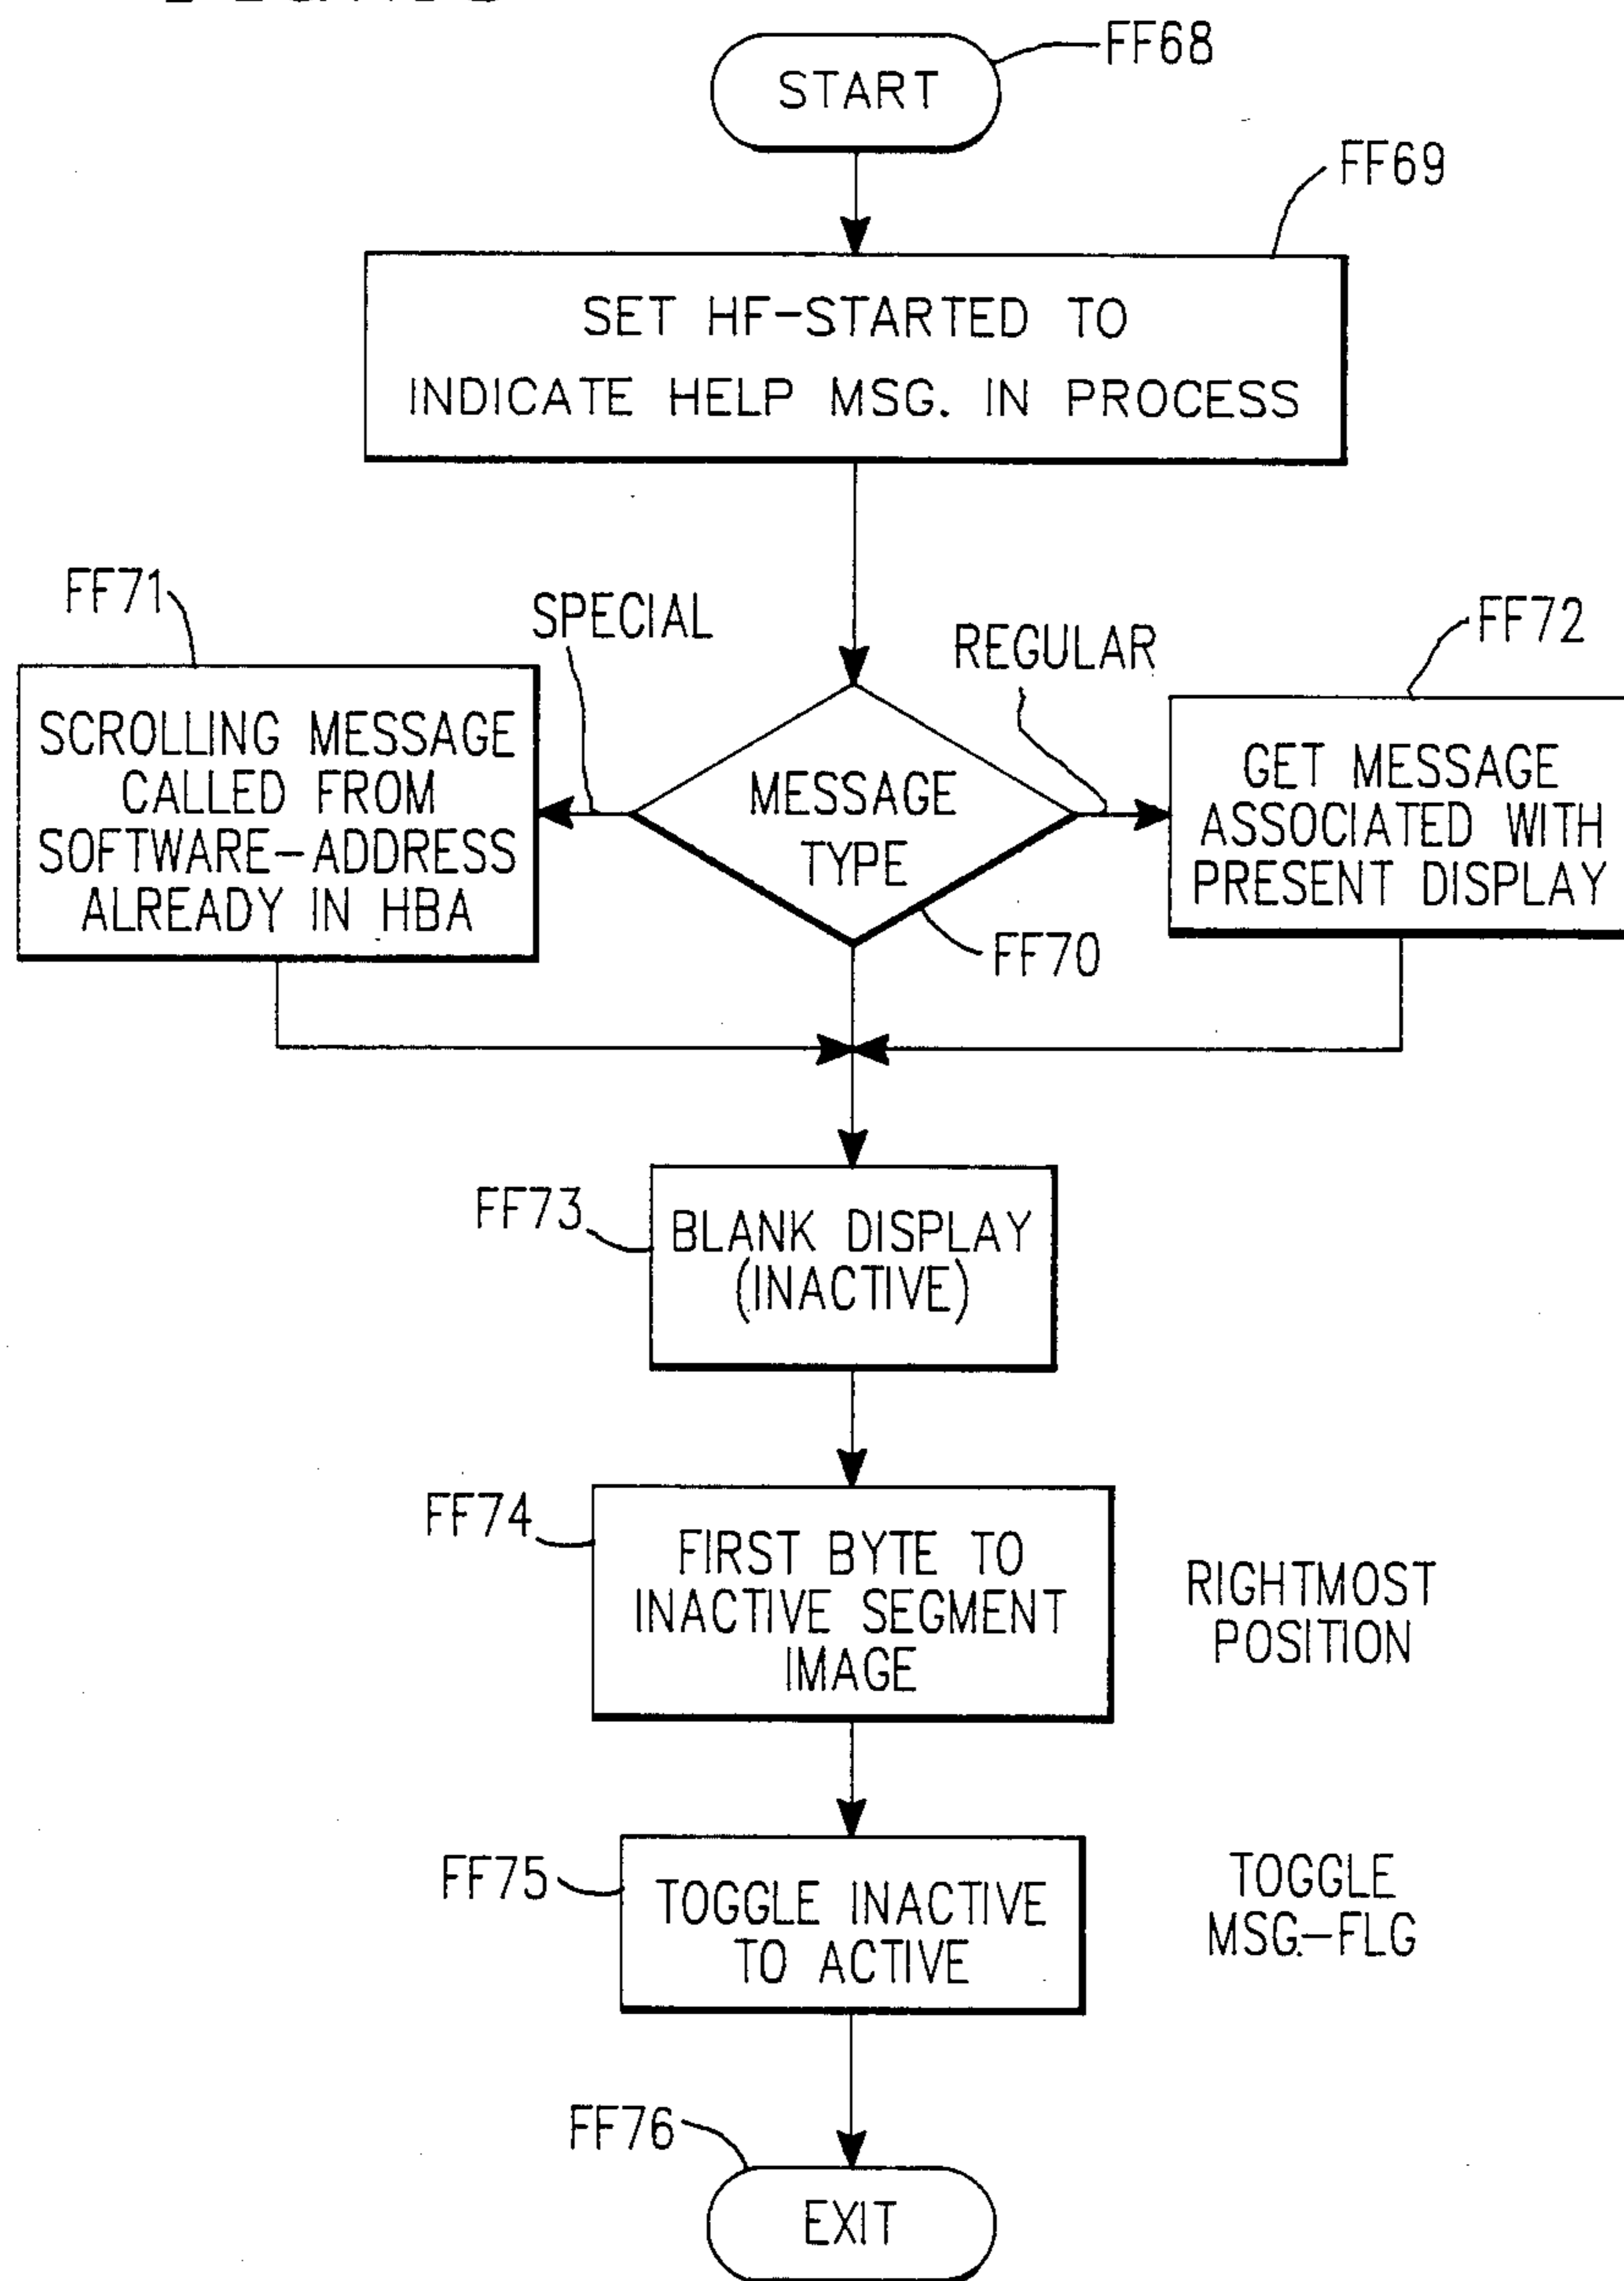 FF68
START
FF69
SET HF-STARTED TO
INDICATE HELP MSG. IN PROCESS
FF71
SPECIAL
REGULAR
FF72
SCROLLING MESSAGE
CALLED FROM
SOFTWARE-ADDRESS
ALREADY IN HBA
MESSAGE
TYPE
GET MESSAGE
ASSOCIATED WITH
PRESENT DISPLAY
FF70
FF73
BLANK DISPLAY
(INACTIVE)
FF74
FIRST BYTE TO
INACTIVE SEGMENT
IMAGE
RIGHTMOST
POSITION
FF75
TOGGLE INACTIVE
TO ACTIVE
TOGGLE
MSG.-FLG
FF76
EXIT